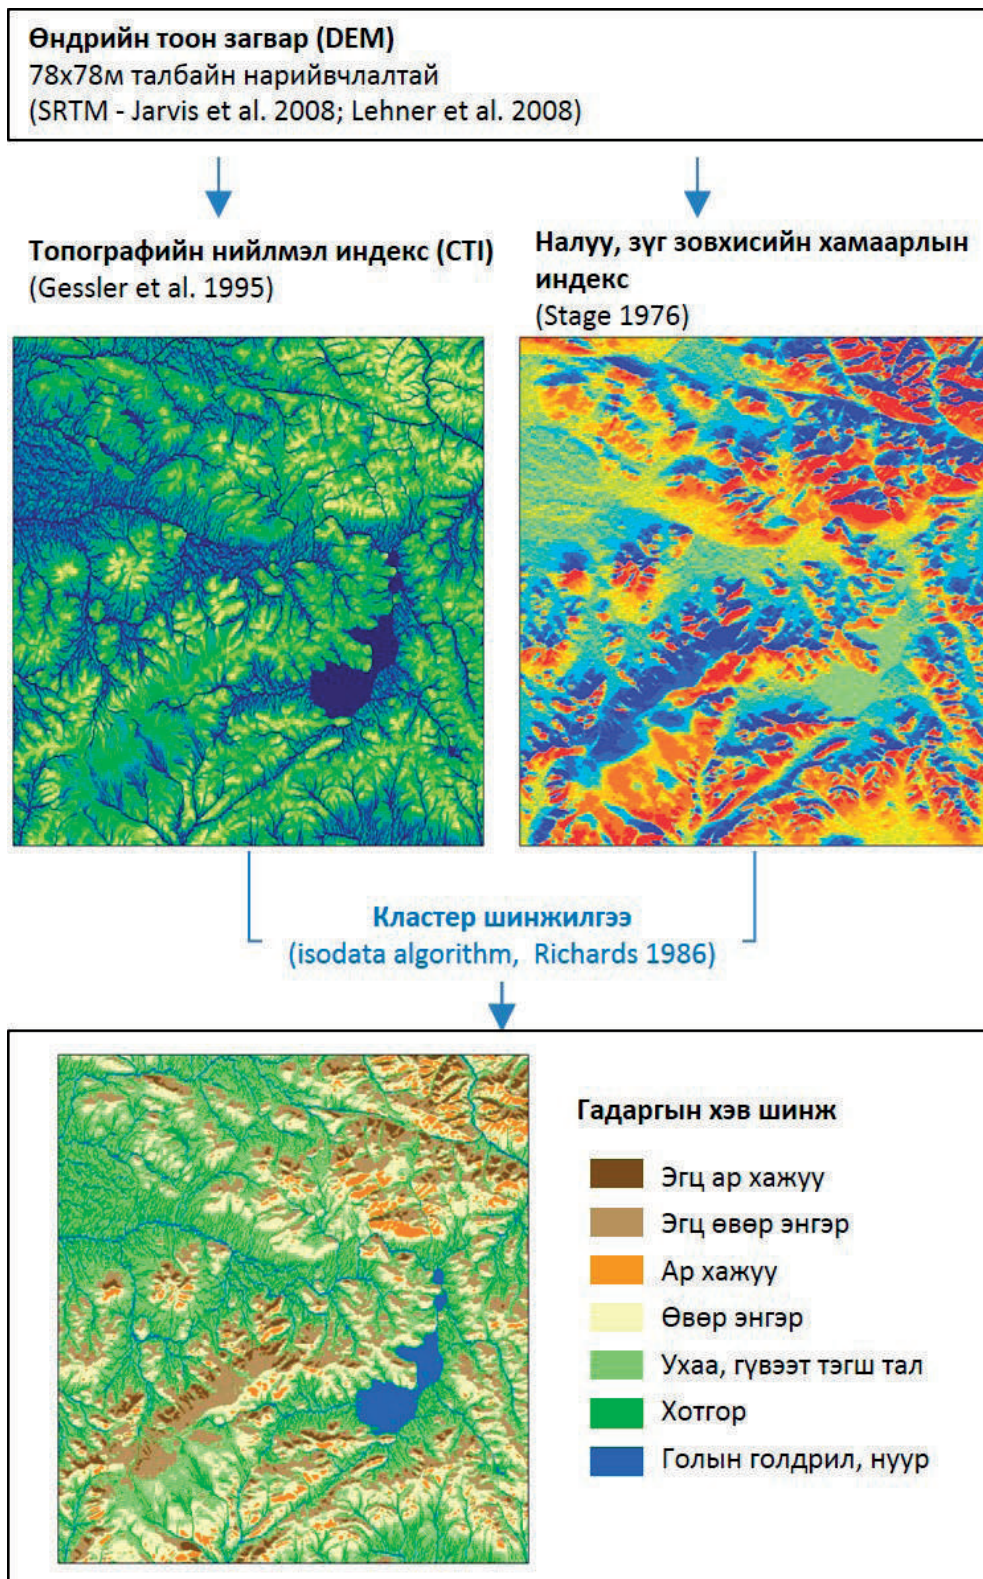 Өндрийн тоон загвар (DEM)
78x78м талбайн нарийвчлалтай
(SRTM - Jarvis et al. 2008; Lehner et al. 2008)
Топографийн нийлмэл индекс (CTI)
(Gessler et al. 1995)
Налуу, зүг зовхисийн хамаарлын
индекс
(Stage 1976)
Кластер шинжилгээ
(isodata algorithm, Richards 1986)
Гадаргын хэв шинж
Эгц ар хажуу
Эгц өвөр энгэр
Ар хажуу
Өвөр энгэр
Ухаа, гүвээт тэгш тал
Хотгор
Голын голдрил, нуур